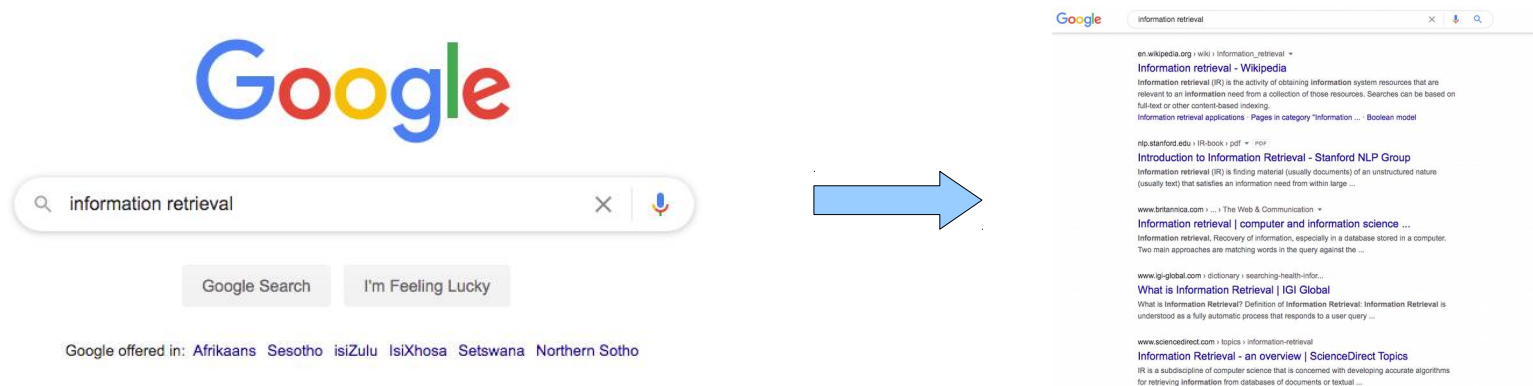 Google
information retrieval
Google Search I'm Feeling Lucky
Google offered in: Afrikaans Sesotho isiZulu IsiXhosa Setswana Northern Sotho
Google information retrieval
en.wikipedia.org › wiki › Information_retrieval
Information retrieval - Wikipedia
Information retrieval (IR) is the activity of obtaining information system resources that are
relevant to an information need from a collection of those resources. Searches can be based on
full-text or other content-based indexing.
Information retrieval applications · Pages in category "Information ... · Boolean model
nlp.stanford.edu › IR-book › pdf PDF
Introduction to Information Retrieval - Stanford NLP Group
Information retrieval (IR) is finding material (usually documents) of an unstructured nature
(usually text) that satisfies an information need from within large ...
www.britannica.com › ... › The Web & Communication
Information retrieval | computer and information science ...
Information retrieval, Recovery of information, especially in a database stored in a computer.
Two main approaches are matching words in the query against the ...
www.igi-global.com › dictionary › searching-health-infor...
What is Information Retrieval | IGI Global
What is Information Retrieval? Definition of Information Retrieval: Information Retrieval is
understood as a fully automatic process that responds to a user query ...
www.sciencedirect.com › topics › information-retrieval
Information Retrieval - an overview | ScienceDirect Topics
IR is a subdiscipline of computer science that is concerned with developing accurate algorithms
for retrieving information from databases of documents or textual ...